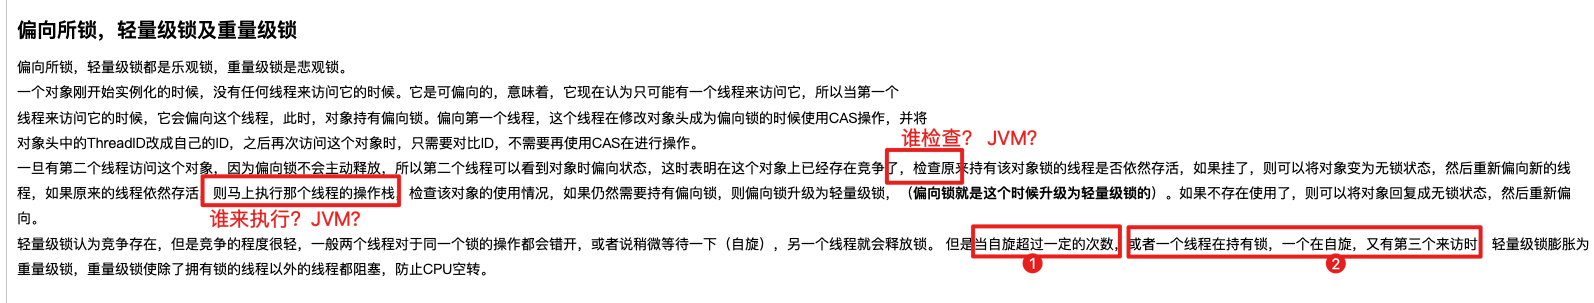 偏向所锁，轻量级锁及重量级锁
偏向所锁，轻量级锁都是乐观锁，重量级锁是悲观锁。
一个对象刚开始实例化的时候，没有任何线程来访问它的时候。它是可偏向的，意味着，它现在认为只可能有一个线程来访问它，所以当第一个
线程来访问它的时候，它会偏向这个线程，此时，对象持有偏向锁。偏向第一个线程，这个线程在修改对象头成为偏向锁的时候使用CAS操作，并将
对象头中的ThreadID改成自己的ID，之后再次访问这个对象时，只需要对比ID，不需要再使用CAS在进行操作。
谁检查？ JVM？
一旦有第二个线程访问这个对象，因为偏向锁不会主动释放，所以第二个线程可以看到对象时偏向状态，这时表明在这个对象上已经存在竞争了，检查原来持有该对象锁的线程是否依然存活，如果挂了，则可以将对象变为无锁状态，然后重新偏向新的线
程，如果原来的线程依然存活，则马上执行那个线程的操作栈，检查该对象的使用情况，如果仍然需要持有偏向锁，则偏向锁升级为轻量级锁，（偏向锁就是这个时候升级为轻量级锁的）。如果不存在使用了，则可以将对象回复成无锁状态，然后重新偏
向。
谁来执行？JVM？
轻量级锁认为竞争存在，但是竞争的程度很轻，一般两个线程对于同一个锁的操作都会错开，或者说稍微等待一下（自旋），另一个线程就会释放锁。 但是当自旋超过一定的次数，或者一个线程在持有锁，一个在自旋，又有第三个来访时，轻量级锁膨胀为
1 2
重量级锁，重量级锁使除了拥有锁的线程以外的线程都阻塞，防止CPU空转。